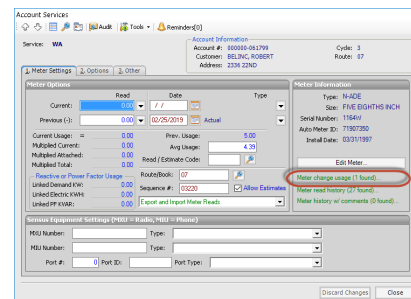 Account Services
Audit Tools Reminders[0]
Service: WA
Account Information
Account #: 000000-061799 Cycle: 3
Customer: BELINC, ROBERT Route: 07
Address: 2336 22ND
1. Meter Settings 2. Options 3. Other
Meter Options
Read Date Type
Current: 0.00 / /
Previous (-): 0.00 02/25/2019 Actual
Current Usage: = 0.00 Prev. Usage: 5.00
Multiplied Current: 0.00 Avg Usage: 4.39
Multiplied Attached: 0.00
Multiplied Total: 0.00 Read / Estimate Code:
Reactive or Power Factor Usage
Linked Demand KW: 0.00 Route/Book: 07
Linked Electric KWH: 0.00 Sequence #: 03220 Allow Estimates
Linked PF KVAR: 0.00 Export and Import Meter Reads
Meter Information
Type: N-ADE
Size: FIVE EIGHTHS INCH
Serial Number: 1164V
Auto Meter ID: 71907350
Install Date: 03/31/1997
Edit Meter...
Meter change usage (1 found)...
Meter read history (27 found)...
Meter history w/ comments (0 found)...
Sensus Equipment Settings (MXU = Radio, MIU = Phone)
MXU Number: Type:
MIU Number: Type:
Port #: 0 Port ID: Port Type:
Discard Changes Close